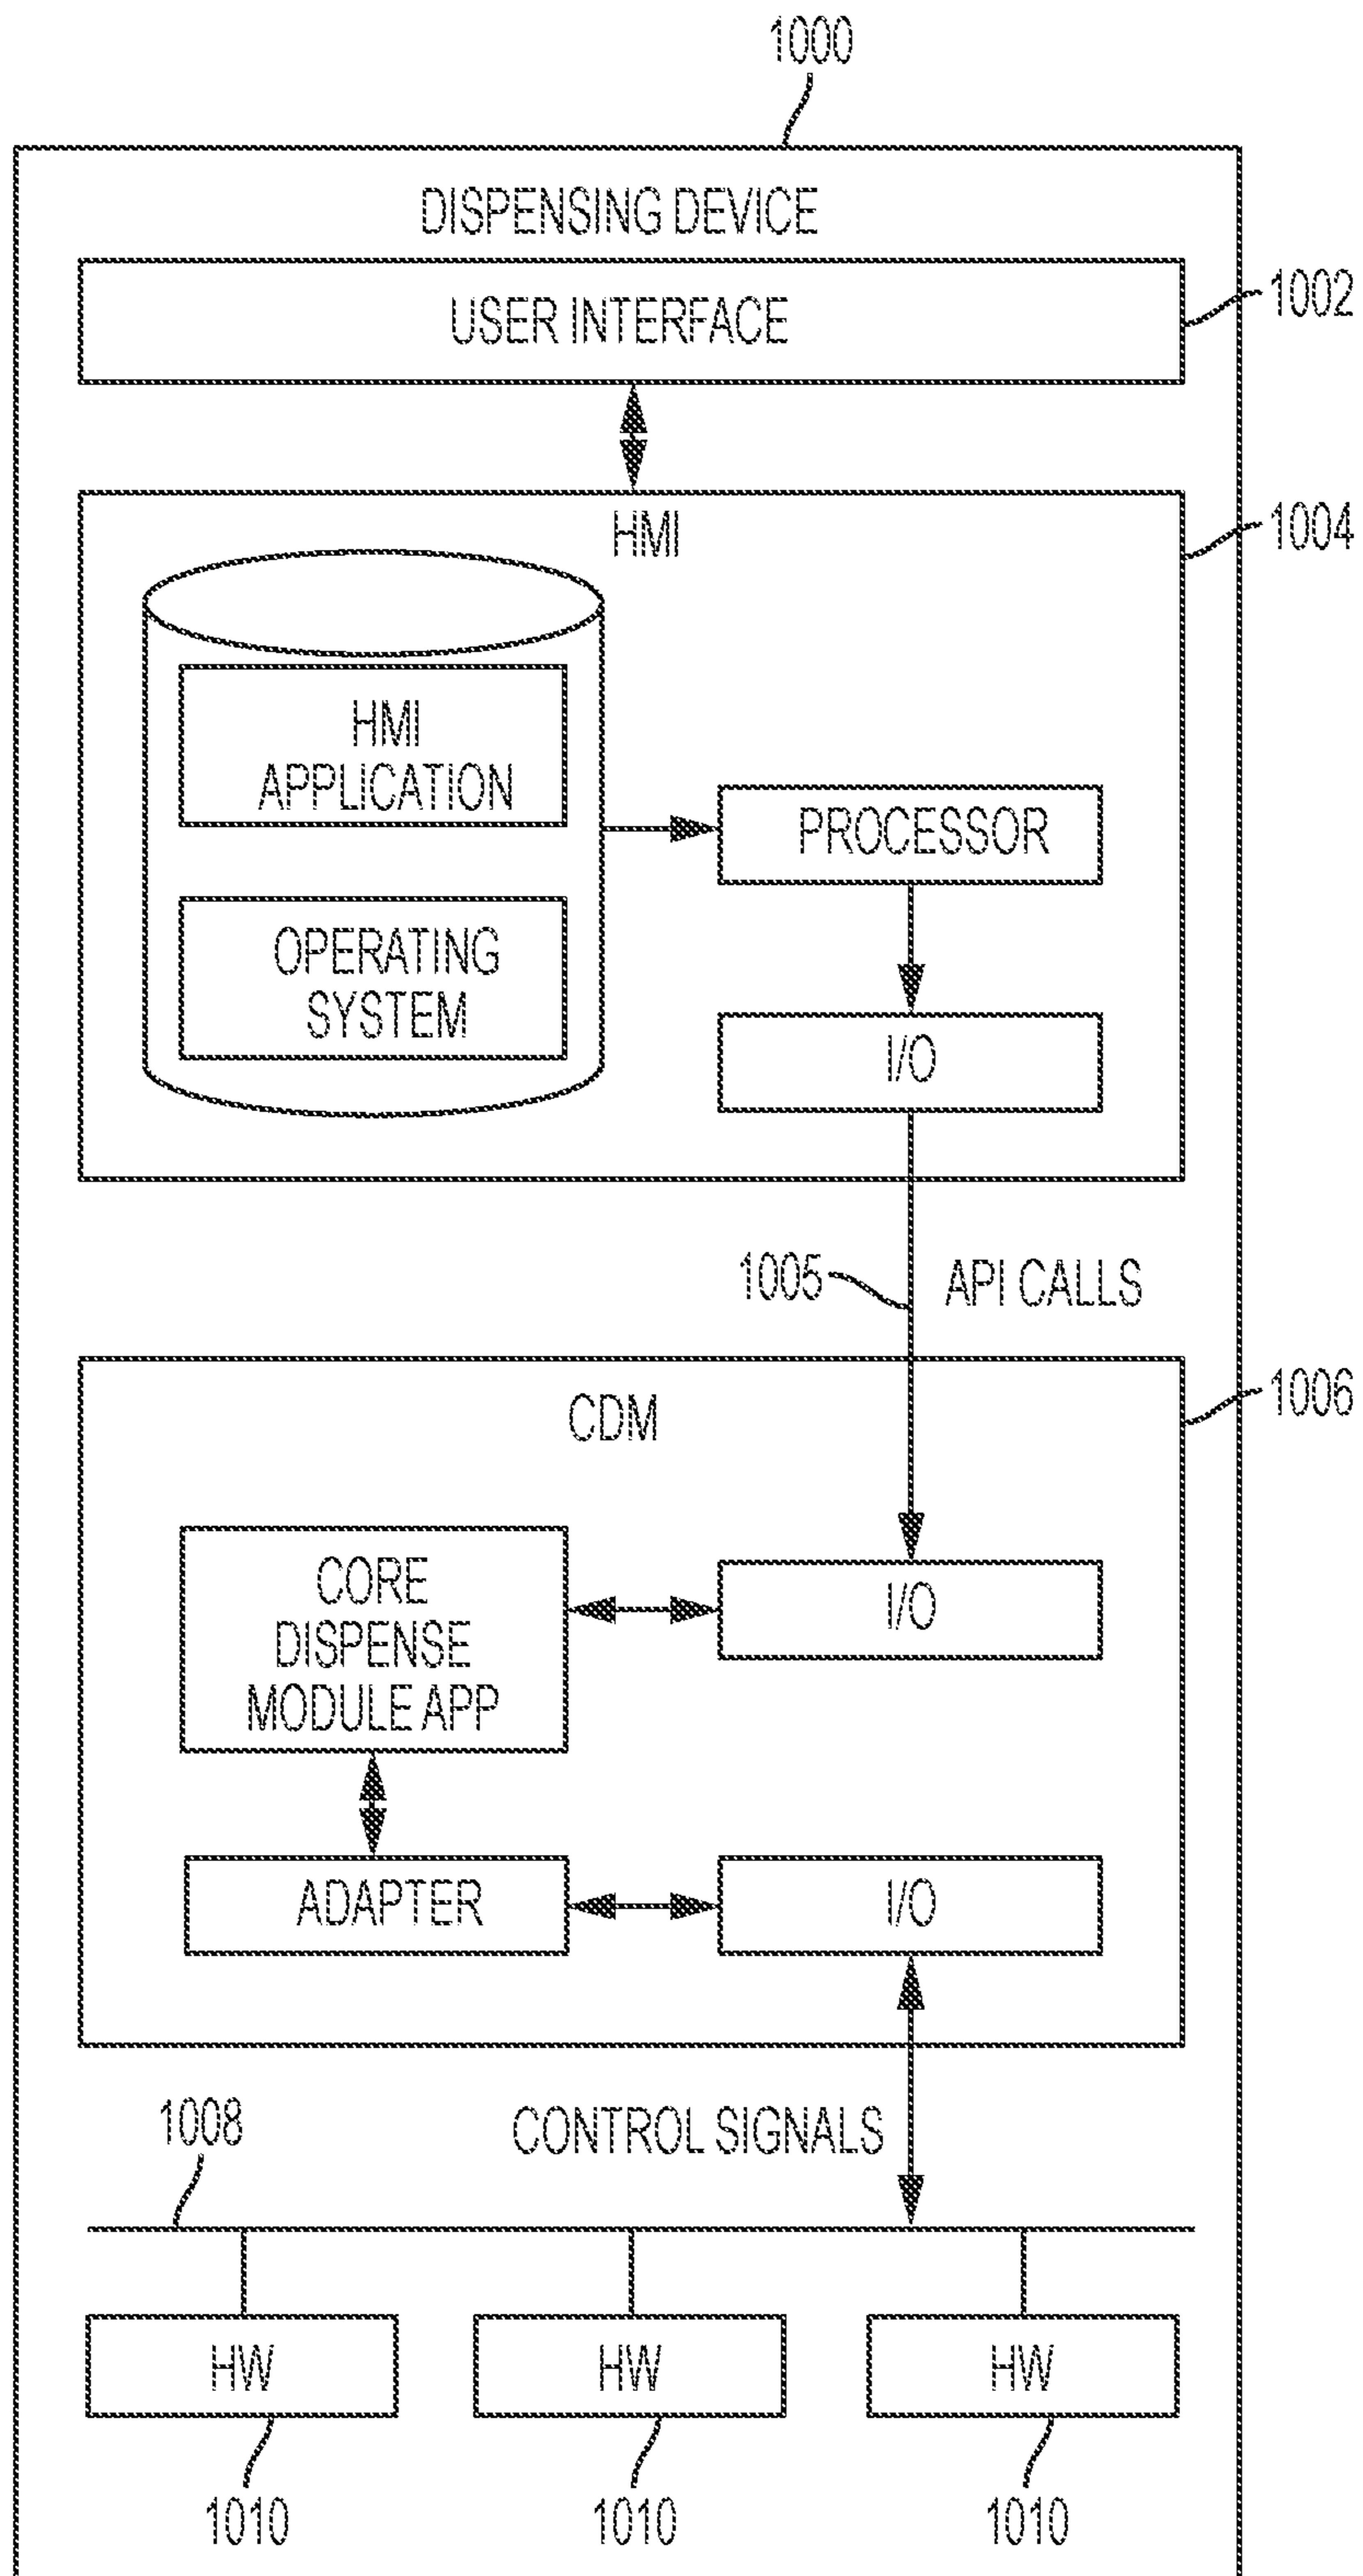 1000
DISPENSING DEVICE
USER INTERFACE
1002
HMI
1004
HMI
APPLICATION
PROCESSOR
OPERATING
SYSTEM
I/O
1005
API CALLS
CDM
1006
CORE
DISPENSE
MODULE APP
I/O
ADAPTER
I/O
1008
CONTROL SIGNALS
HW
HW
HW
1010
1010
1010